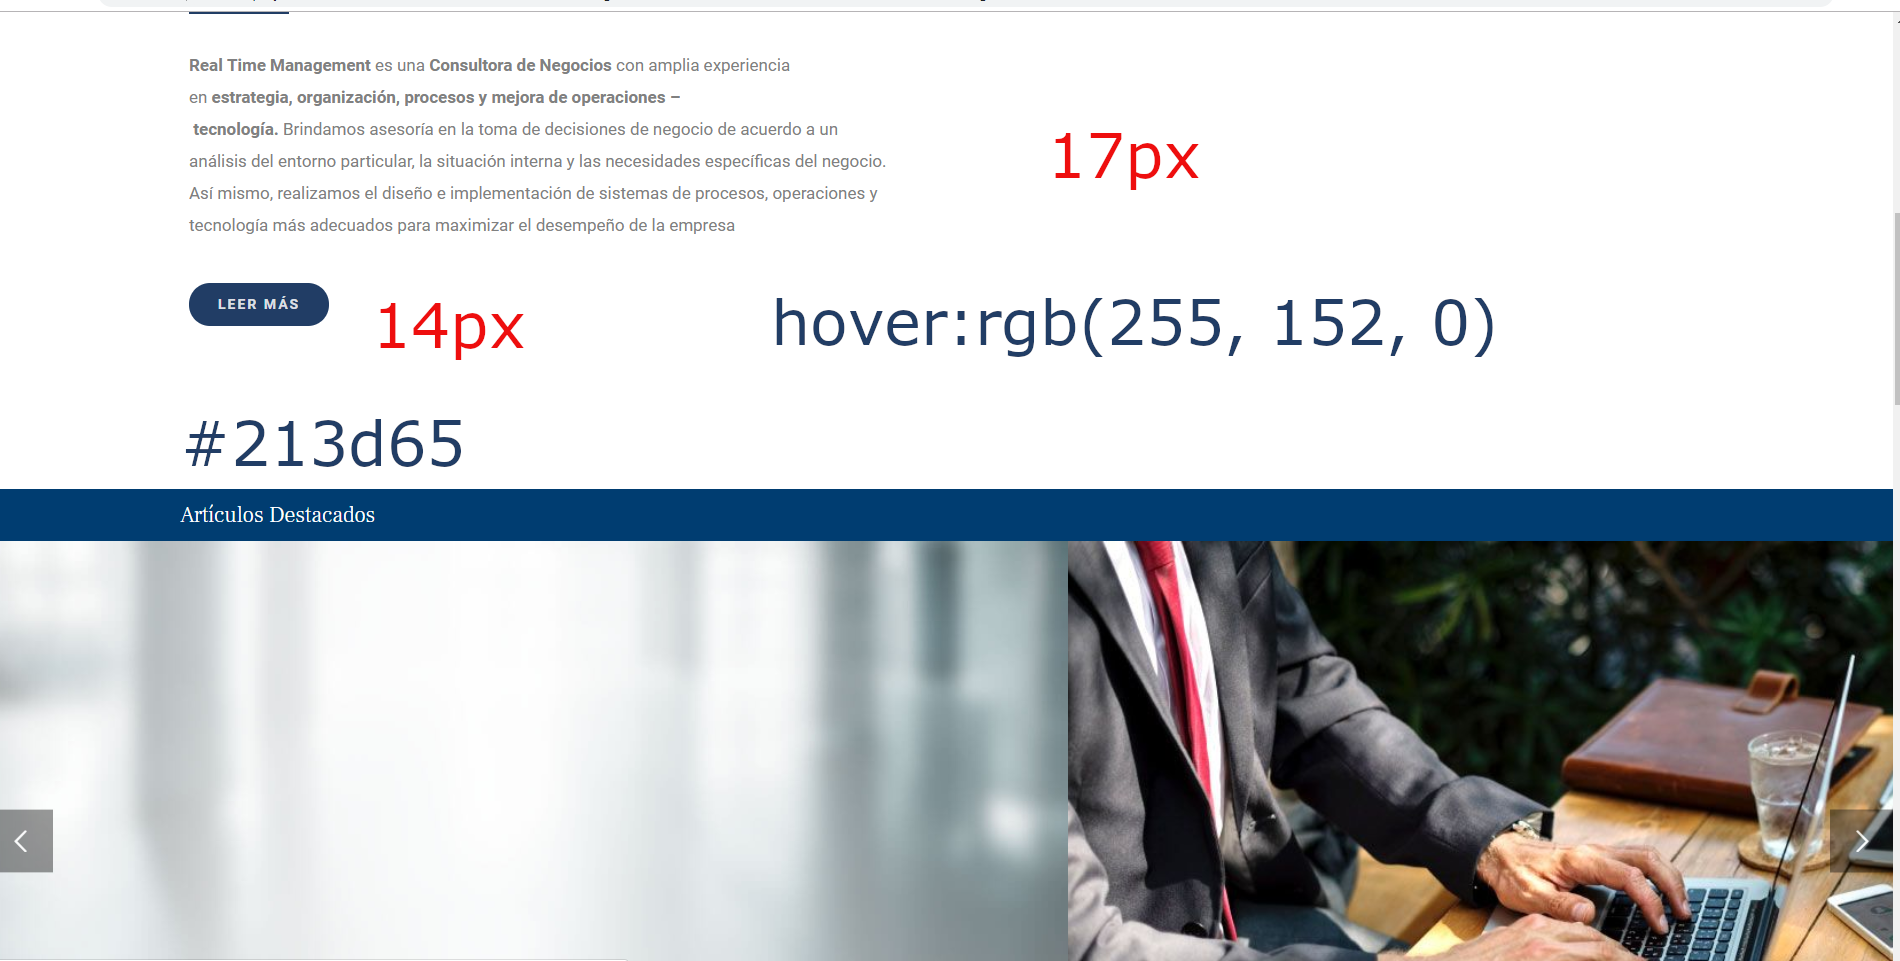 Real Time Management es una Consultora de Negocios con amplia experiencia
en estrategia, organización, procesos y mejora de operaciones –
tecnología. Brindamos asesoría en la toma de decisiones de negocio de acuerdo a un
análisis del entorno particular, la situación interna y las necesidades específicas del negocio.
Así mismo, realizamos el diseño e implementación de sistemas de procesos, operaciones y
tecnología más adecuados para maximizar el desempeño de la empresa
17px
LEER MÁS
14px
hover:rgb(255, 152, 0)
#213d65
Artículos Destacados